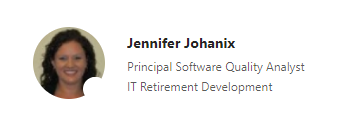 Jennifer Johanix
Principal Software Quality Analyst
IT Retirement Development